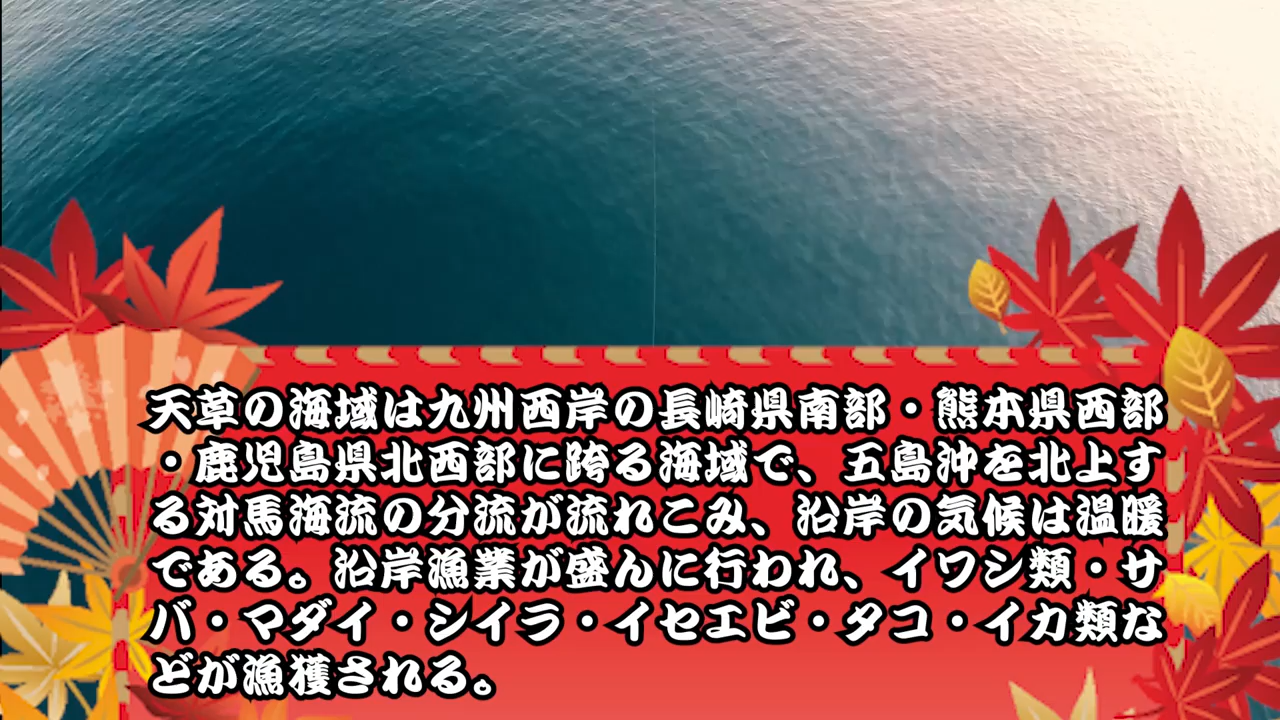 天草の海域は九州西岸の長崎県南部・熊本県西部
・鹿児島県北西部に跨る海域で、五島沖を北上す
る対馬海流の分流が流れこみ、沿岸の気候は温暖
である。沿岸漁業が盛んに行われ、イワシ類・サ
バ・マダイ・シイラ・イセエビ・タコ・イカ類な
どが漁獲される。